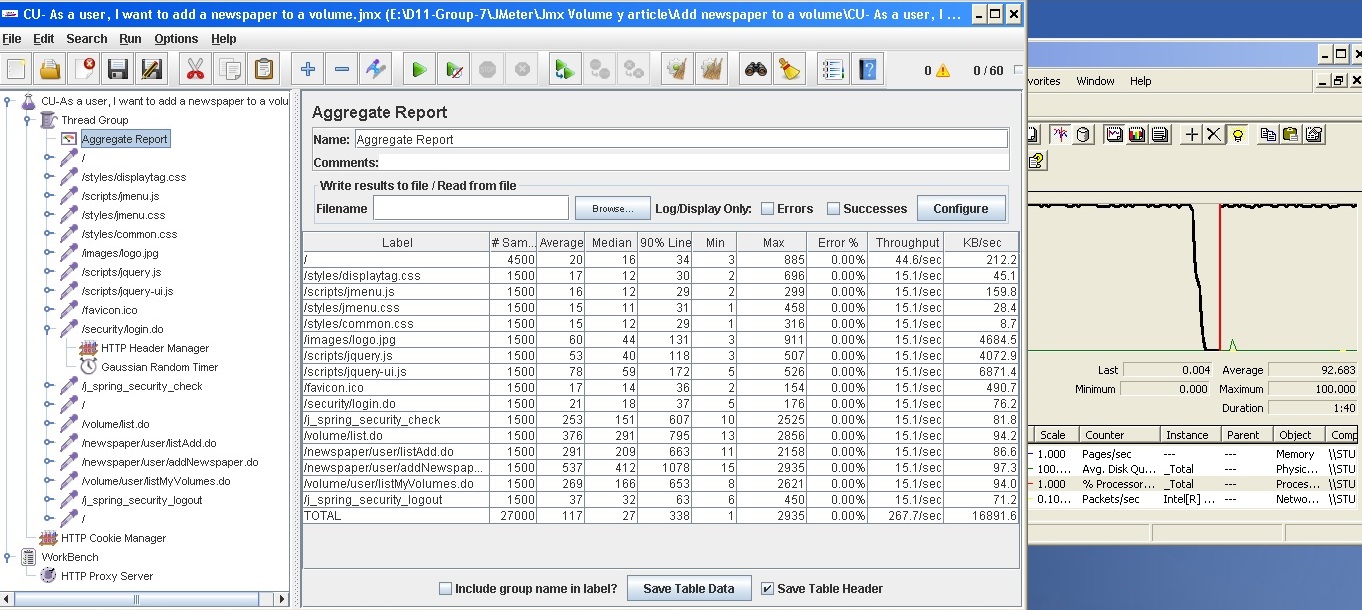 CU- As a user, I want to add a newspaper to a volume.jmx (E:\D11-Group-7\JMeter\Jmx Volume y article\Add newspaper to a volume\CU- As a user, I ...
File Edit Search Run Options Help
0 0 / 60
CU-As a user, I want to add a newspaper to a volu
Thread Group
Aggregate Report
/
/styles/displaytag.css
/scripts/jmenu.js
/styles/jmenu.css
/styles/common.css
/images/logo.jpg
/scripts/jquery.js
/scripts/jquery-ui.js
/favicon.ico
/security/login.do
HTTP Header Manager
Gaussian Random Timer
/j_spring_security_check
/
/volume/list.do
/newspaper/user/listAdd.do
/newspaper/user/addNewspaper.do
/volume/user/listMyVolumes.do
/j_spring_security_logout
/
HTTP Cookie Manager
WorkBench
HTTP Proxy Server
Aggregate Report
Name: Aggregate Report
Comments:
Write results to file / Read from file
Filename Browse... Log/Display Only: Errors Successes Configure
Label # Sam... Average Median 90% Line Min Max Error % Throughput KB/sec
/ 4500 20 16 34 3 885 0.00% 44.6/sec 212.2
/styles/displaytag.css 1500 17 12 30 2 696 0.00% 15.1/sec 45.1
/scripts/jmenu.js 1500 16 12 29 2 299 0.00% 15.1/sec 159.8
/styles/jmenu.css 1500 15 11 31 1 458 0.00% 15.1/sec 28.4
/styles/common.css 1500 15 12 29 1 316 0.00% 15.1/sec 8.7
/images/logo.jpg 1500 60 44 131 3 911 0.00% 15.1/sec 4684.5
/scripts/jquery.js 1500 53 40 118 3 507 0.00% 15.1/sec 4072.9
/scripts/jquery-ui.js 1500 78 59 172 5 526 0.00% 15.1/sec 6871.4
/favicon.ico 1500 17 14 36 2 154 0.00% 15.1/sec 490.7
/security/login.do 1500 21 18 37 5 176 0.00% 15.1/sec 76.2
/j_spring_security_check 1500 253 151 607 10 2525 0.00% 15.1/sec 81.8
/volume/list.do 1500 376 291 795 13 2856 0.00% 15.1/sec 94.2
/newspaper/user/listAdd.do 1500 291 209 663 11 2158 0.00% 15.1/sec 86.6
/newspaper/user/addNewspap... 1500 537 412 1078 15 2935 0.00% 15.1/sec 97.3
/volume/user/listMyVolumes.do 1500 269 166 653 8 2621 0.00% 15.1/sec 94.0
/j_spring_security_logout 1500 37 32 63 6 450 0.00% 15.1/sec 71.2
TOTAL 27000 117 27 338 1 2935 0.00% 267.7/sec 16891.6
Include group name in label? Save Table Data Save Table Header
vorites Window Help
Last 0.004 Average 92.683
Minimum 0.000 Maximum 100.000
Duration 1:40
Scale Counter Instance Parent Object Comp
1.000 Pages/sec --- --- Memory \\STU
100.... Avg. Disk Qu... _Total --- Physic... \\STU
1.000 % Processor... _Total --- Proces... \\STU
0.10... Packets/sec Intel[R] ... --- Netwo... \\STU